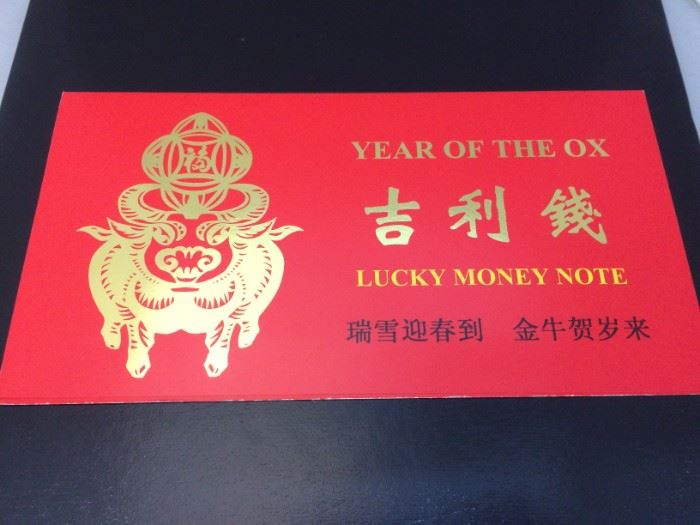 福
YEAR OF THE OX
吉利錢
LUCKY MONEY NOTE
瑞雪迎春到 金牛贺岁来